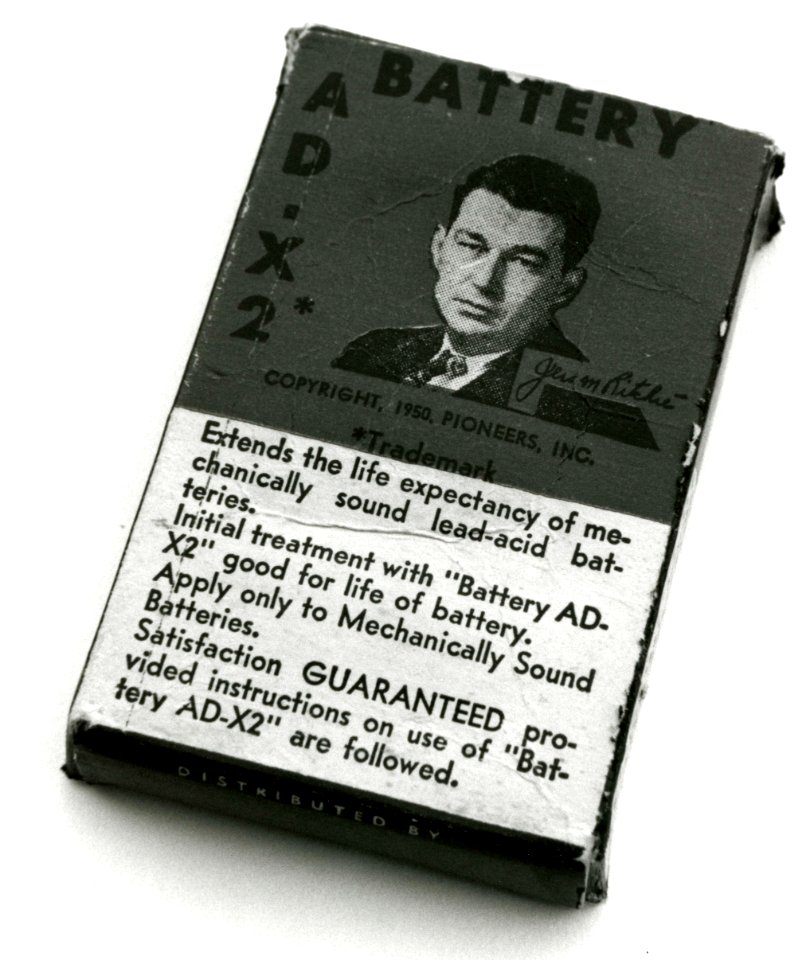 BATTERY
AD-X2*
Jess M Ritchie
COPYRIGHT, 1950, PIONEERS, INC.
*Trademark
Extends the life expectancy of me-
chanically sound lead-acid bat-
teries.
Initial treatment with "Battery AD-
X2" good for life of battery.
Apply only to Mechanically Sound
Batteries.
Satisfaction GUARANTEED pro-
vided instructions on use of "Bat-
tery AD-X2" are followed.
DISTRIBUTED BY